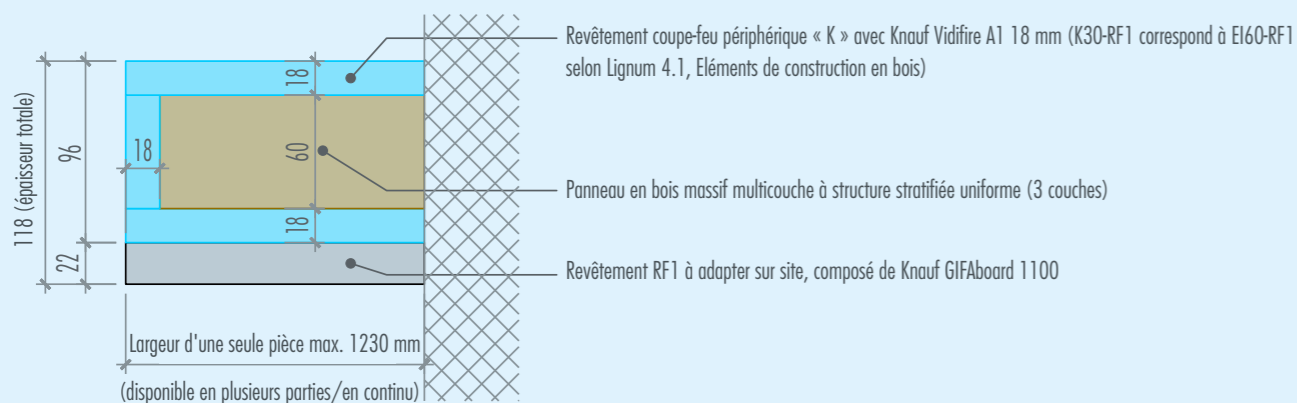 Revêtement coupe-feu périphérique « K » avec Knauf Vidifire A1 18 mm (K30-RF1 correspond à EI60-RF1
selon Lignum 4.1, Eléments de construction en bois)
118 (épaisseur totale)
96
22
18
18
60
18
Panneau en bois massif multicouche à structure stratifiée uniforme (3 couches)
Revêtement RF1 à adapter sur site, composé de Knauf GIFAboard 1100
Largeur d'une seule pièce max. 1230 mm
(disponible en plusieurs parties/en continu)